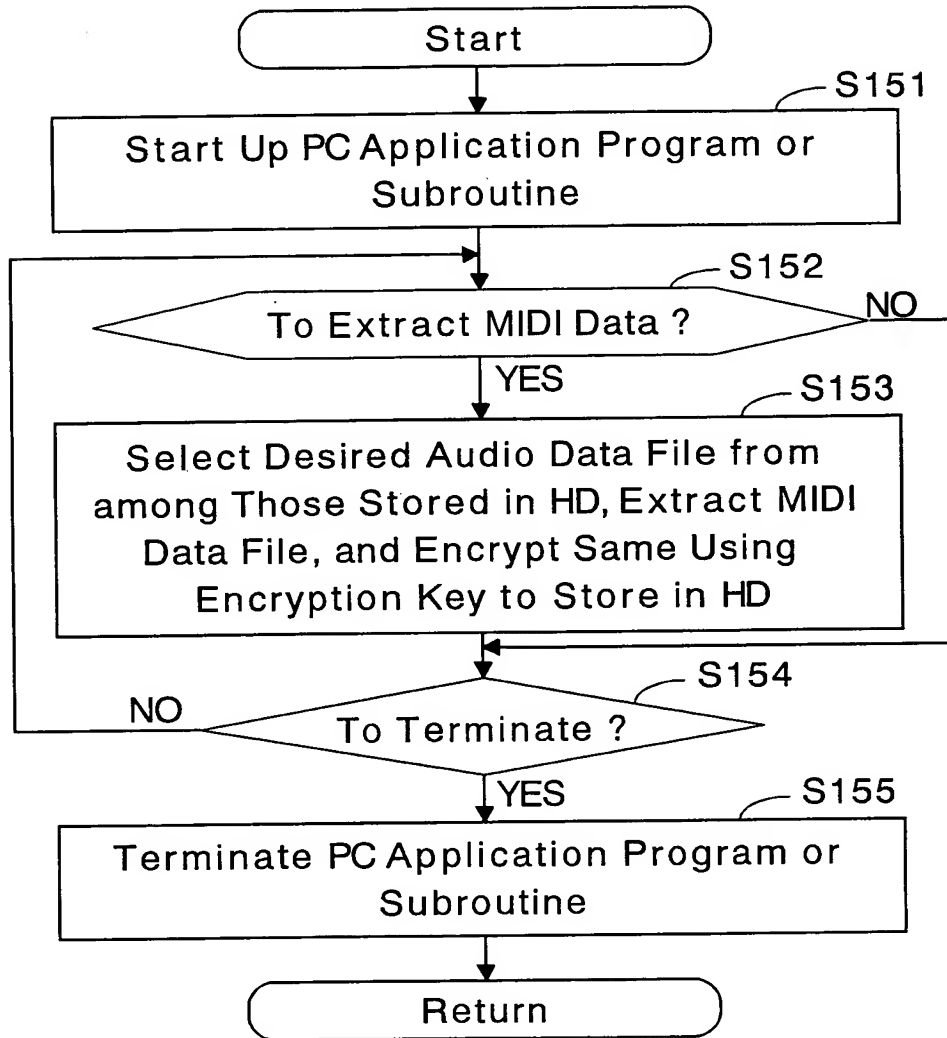 Start
S151
Start Up PC Application Program or
Subroutine
S152
To Extract MIDI Data ?
NO
YES
S153
Select Desired Audio Data File from
among Those Stored in HD, Extract MIDI
Data File, and Encrypt Same Using
Encryption Key to Store in HD
S154
NO
To Terminate ?
YES
S155
Terminate PC Application Program or
Subroutine
Return